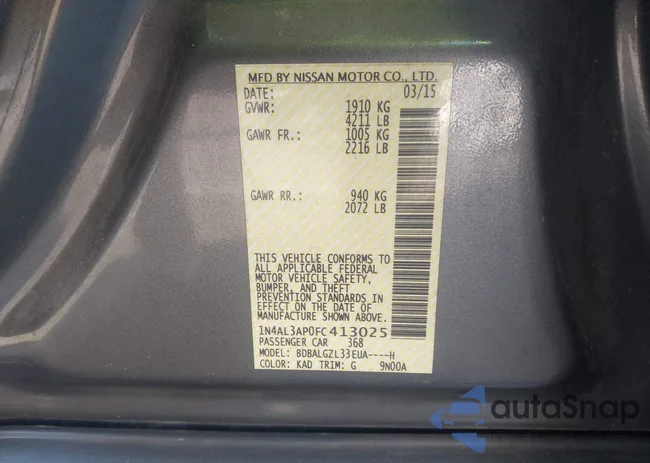 MFD BY NISSAN MOTOR CO., LTD.
DATE: 03/15
GVWR: 1910 KG
4211 LB
GAWR FR.: 1005 KG
2216 LB
GAWR RR.: 940 KG
2072 LB
THIS VEHICLE CONFORMS TO
ALL APPLICABLE FEDERAL
MOTOR VEHICLE SAFETY,
BUMPER, AND THEFT
PREVENTION STANDARDS
IN EFFECT ON THE DATE OF
MANUFACTURE SHOWN ABOVE.
1N4AL3AP0FC413025
PASSENGER CAR 368
MODEL: BDBALGZL33EUA----H
COLOR: KAD TRIM: G 9N00A
autoSnap